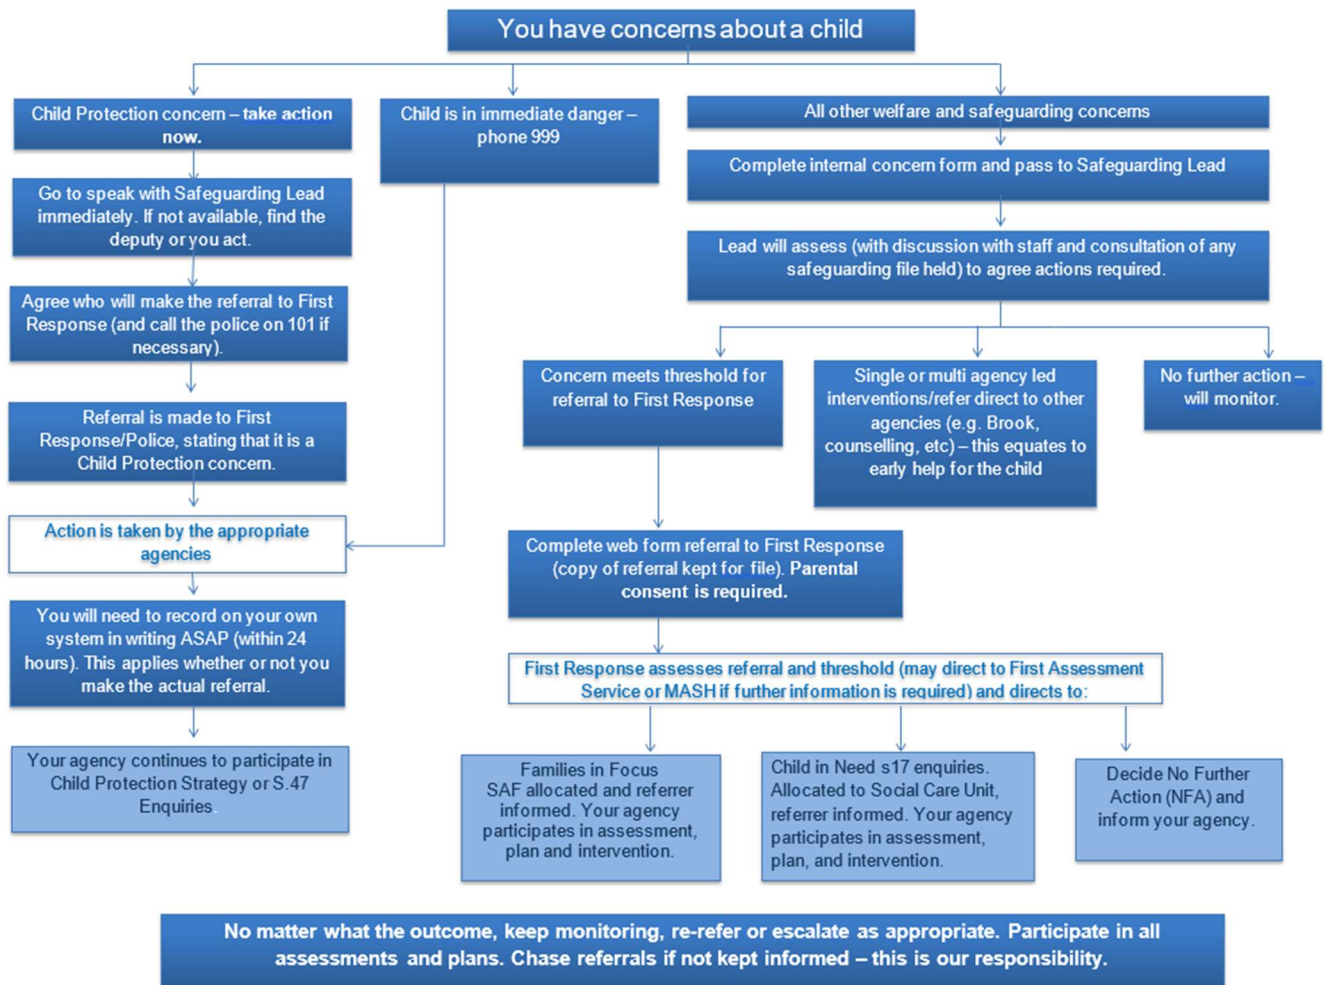 You have concerns about a child
Child Protection concern – take action
now.
Child is in immediate danger –
phone 999
All other welfare and safeguarding concerns
Go to speak with Safeguarding Lead
immediately. If not available, find the
deputy or you act.
Complete internal concern form and pass to Safeguarding Lead
Agree who will make the referral to First
Response (and call the police on 101 if
necessary).
Lead will assess (with discussion with staff and consultation of any
safeguarding file held) to agree actions required.
Referral is made to First
Response/Police, stating that it is a
Child Protection concern.
Concern meets threshold for
referral to First Response
Single or multi agency led
interventions/refer direct to other
agencies (e.g. Brook,
counselling, etc) – this equates to
early help for the child
No further action –
will monitor.
Action is taken by the appropriate
agencies
Complete web form referral to First Response
(copy of referral kept for file). Parental
consent is required.
You will need to record on your own
system in writing ASAP (within 24
hours). This applies whether or not you
make the actual referral.
First Response assesses referral and threshold (may direct to First Assessment
Service or MASH if further information is required) and directs to:
Your agency continues to participate in
Child Protection Strategy or S.47
Enquiries.
Families in Focus
SAF allocated and referrer
informed. Your agency
participates in assessment,
plan and intervention.
Child in Need s17 enquiries.
Allocated to Social Care Unit,
referrer informed. Your agency
participates in assessment,
plan, and intervention.
Decide No Further
Action (NFA) and
inform your agency.
No matter what the outcome, keep monitoring, re-refer or escalate as appropriate. Participate in all
assessments and plans. Chase referrals if not kept informed – this is our responsibility.